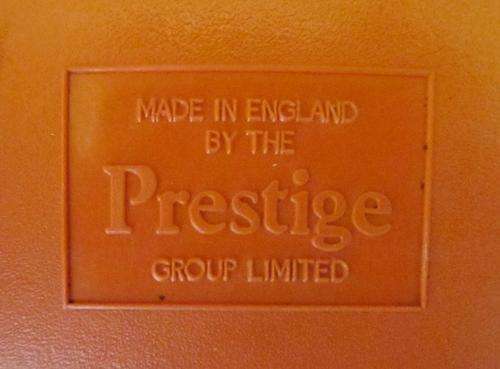 MADE IN ENGLAND
BY THE
Prestige
GROUP LIMITED